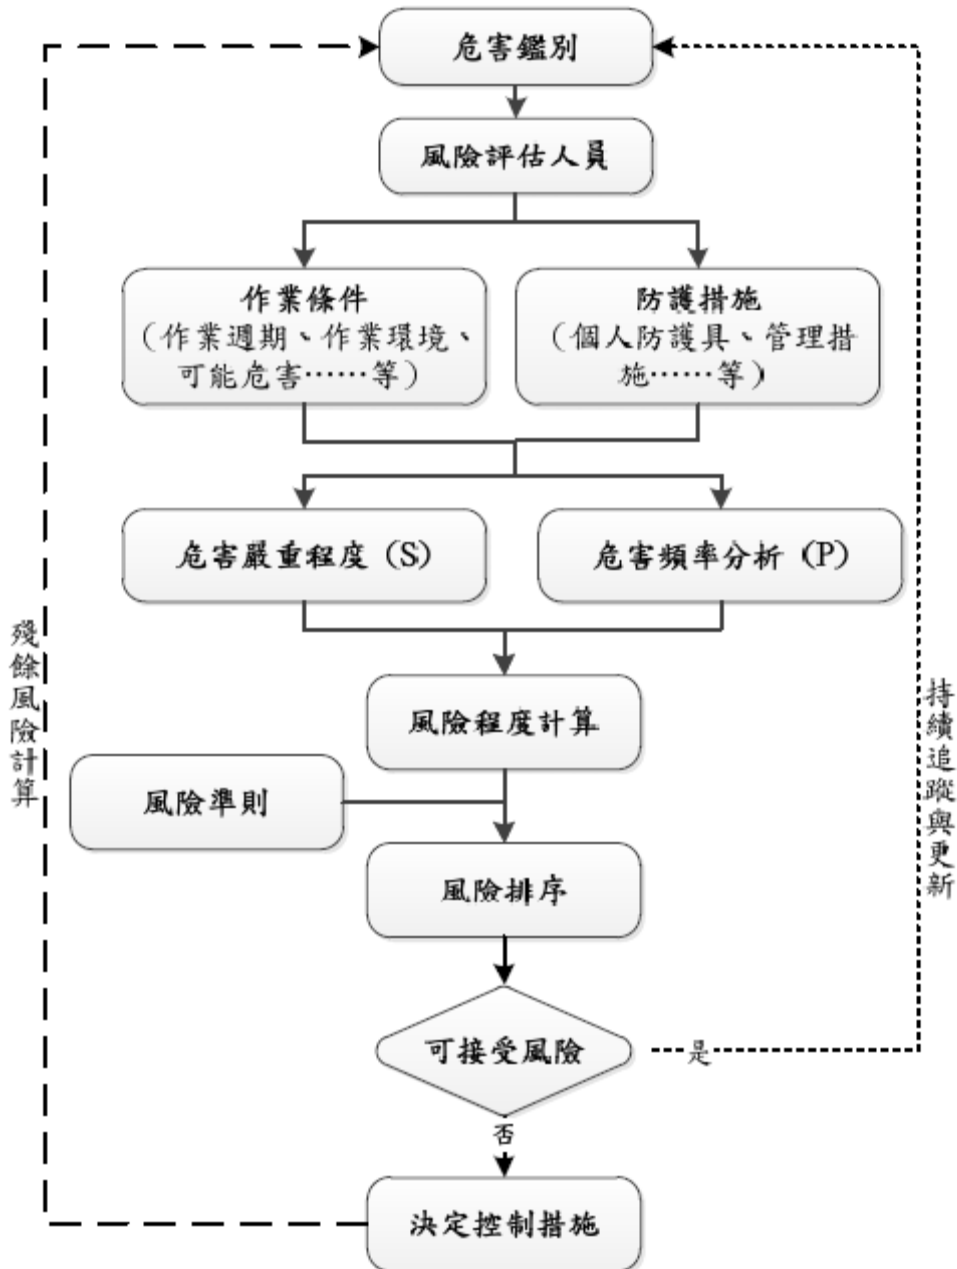 危害鑑別
風險評估人員
作業條件
（作業週期、作業環境、
可能危害……等）
防護措施
（個人防護具、管理措
施……等）
危害嚴重程度（S）
危害頻率分析（P）
殘餘風險計算
持續追蹤與更新
風險程度計算
風險準則
風險排序
可接受風險
是
否
決定控制措施